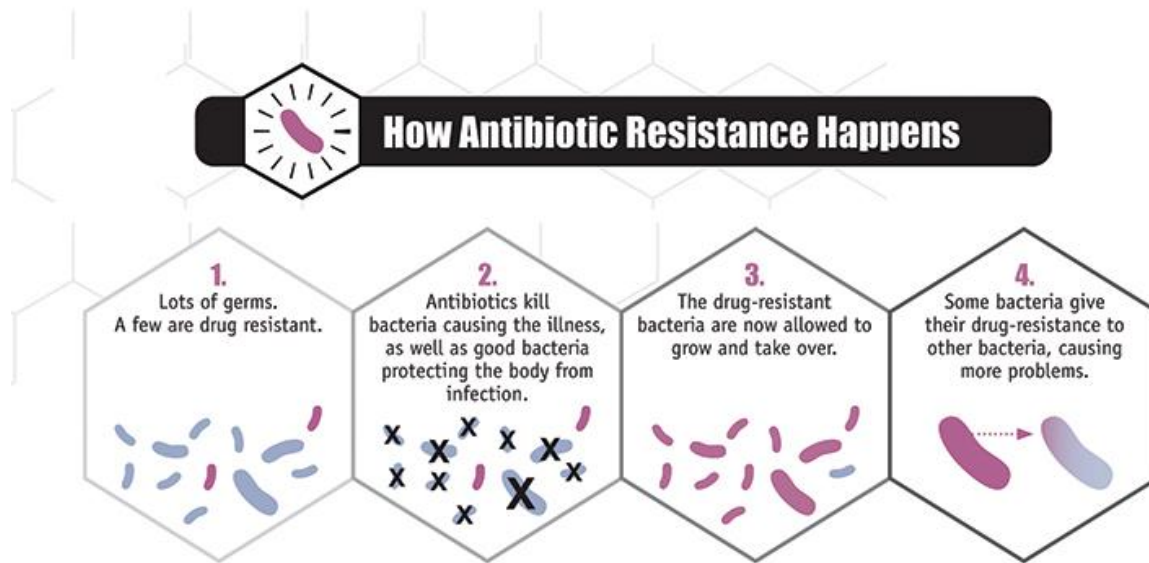 How Antibiotic Resistance Happens
1.
Lots of germs.
A few are drug resistant.
2.
Antibiotics kill
bacteria causing the illness,
as well as good bacteria
protecting the body from
infection.
X X X X X X X X X X X
3.
The drug-resistant
bacteria are now allowed to
grow and take over.
4.
Some bacteria give
their drug-resistance to
other bacteria, causing
more problems.